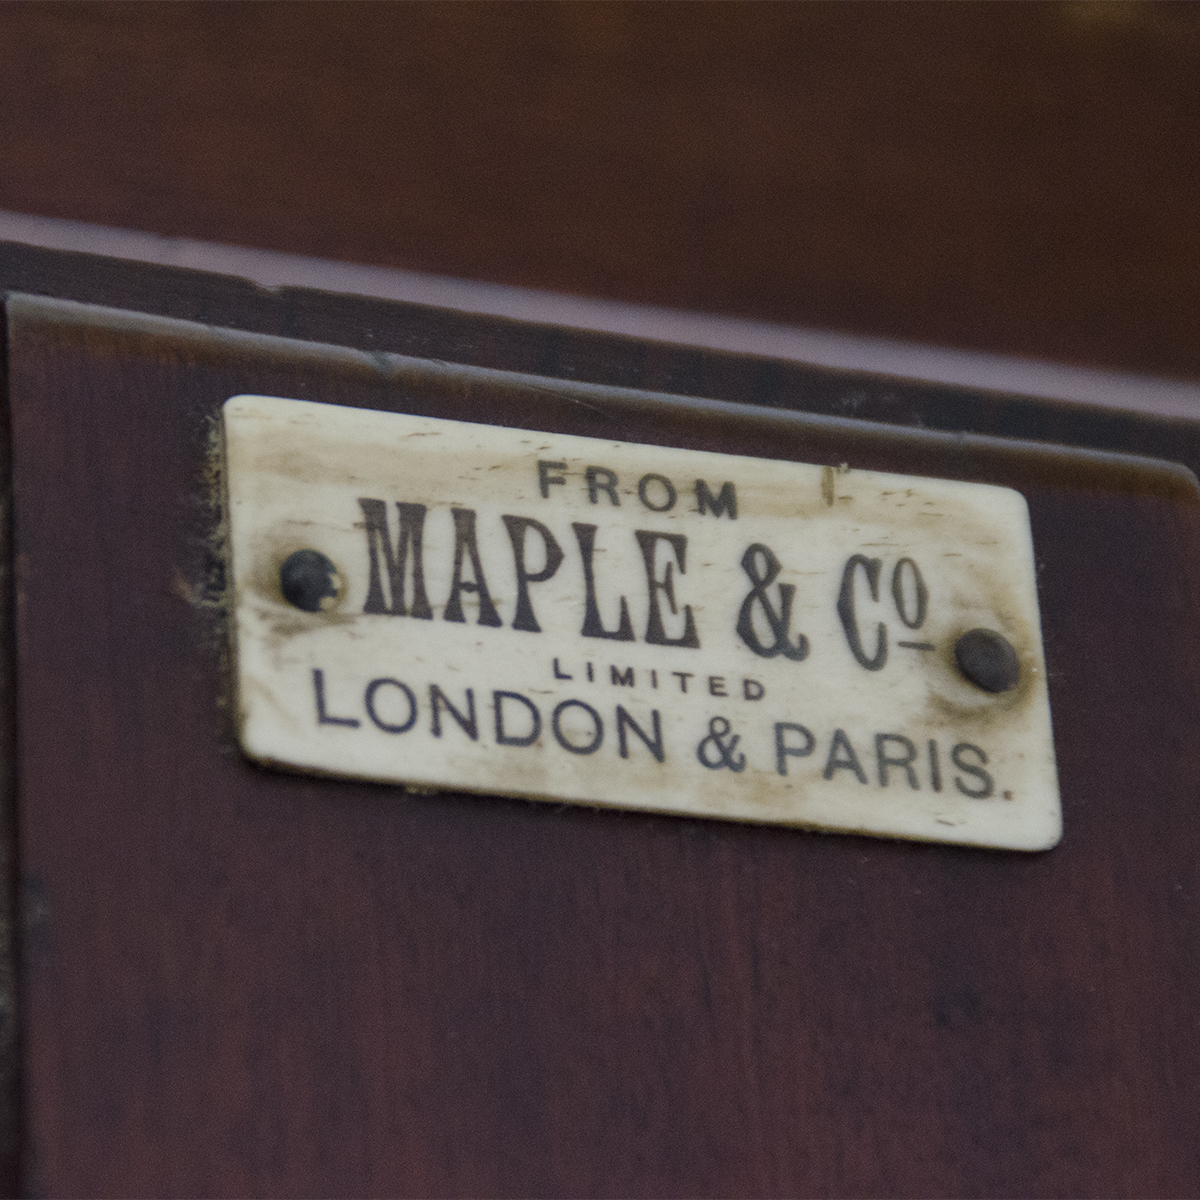 FROM
MAPLE & Cº
LIMITED
LONDON & PARIS.